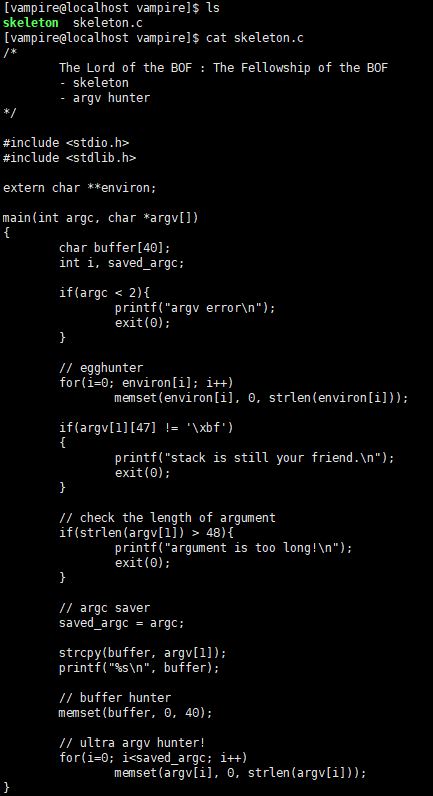 [vampire@localhost vampire]$ ls
skeleton  skeleton.c
[vampire@localhost vampire]$ cat skeleton.c
/*
        The Lord of the BOF : The Fellowship of the BOF
        - skeleton
        - argv hunter
*/

#include <stdio.h>
#include <stdlib.h>

extern char **environ;

main(int argc, char *argv[])
{
        char buffer[40];
        int i, saved_argc;

        if(argc < 2){
                printf("argv error\n");
                exit(0);
        }

        // egghunter
        for(i=0; environ[i]; i++)
                memset(environ[i], 0, strlen(environ[i]));

        if(argv[1][47] != '\xbf')
        {
                printf("stack is still your friend.\n");
                exit(0);
        }

        // check the length of argument
        if(strlen(argv[1]) > 48){
                printf("argument is too long!\n");
                exit(0);
        }

        // argc saver
        saved_argc = argc;

        strcpy(buffer, argv[1]);
        printf("%s\n", buffer);

        // buffer hunter
        memset(buffer, 0, 40);

        // ultra argv hunter!
        for(i=0; i<saved_argc; i++)
                memset(argv[i], 0, strlen(argv[i]));
}